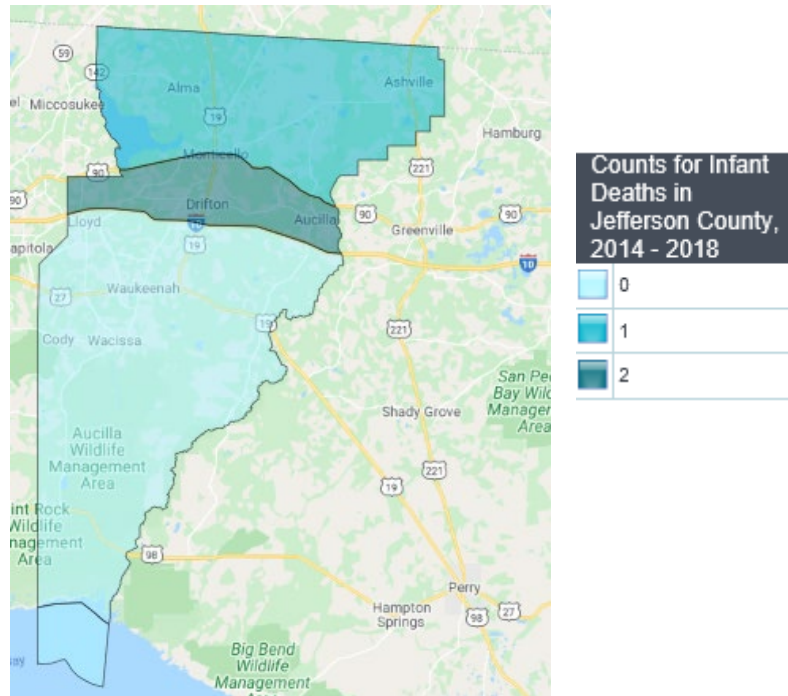 59
142
Miccosukee
Alma
Ashville
19
Hamburg
Monticello
90
221
90
Drifton
Aucilla
90
90
Lloyd
Greenville
apitola
19
10
27
Waukeenah
19
221
Cody
Wacissa
San Pe
Bay Wild
Manager
Area
Shady Grove
Aucilla
Wildlife
Management
Area
221
19
int Rock
Wildlife
nagement
Area
98
Perry
Hampton
Springs
98
27
Big Bend
Wildlife
Management
ay
Counts for Infant
Deaths in
Jefferson County,
2014 - 2018
0
1
2